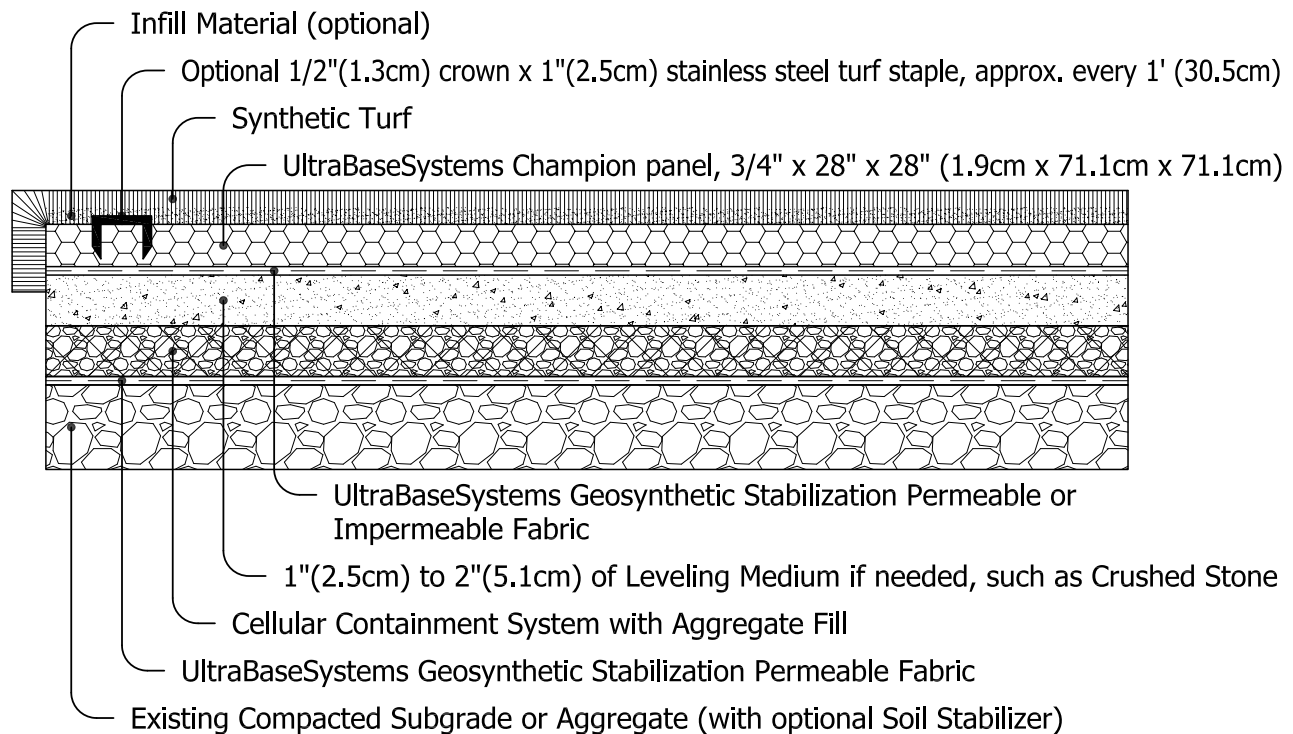 Infill Material (optional)
Optional 1/2"(1.3cm) crown x 1"(2.5cm) stainless steel turf staple, approx. every 1' (30.5cm)
Synthetic Turf
UltraBaseSystems Champion panel, 3/4" x 28" x 28" (1.9cm x 71.1cm x 71.1cm)
UltraBaseSystems Geosynthetic Stabilization Permeable or
Impermeable Fabric
1"(2.5cm) to 2"(5.1cm) of Leveling Medium if needed, such as Crushed Stone
Cellular Containment System with Aggregate Fill
UltraBaseSystems Geosynthetic Stabilization Permeable Fabric
Existing Compacted Subgrade or Aggregate (with optional Soil Stabilizer)